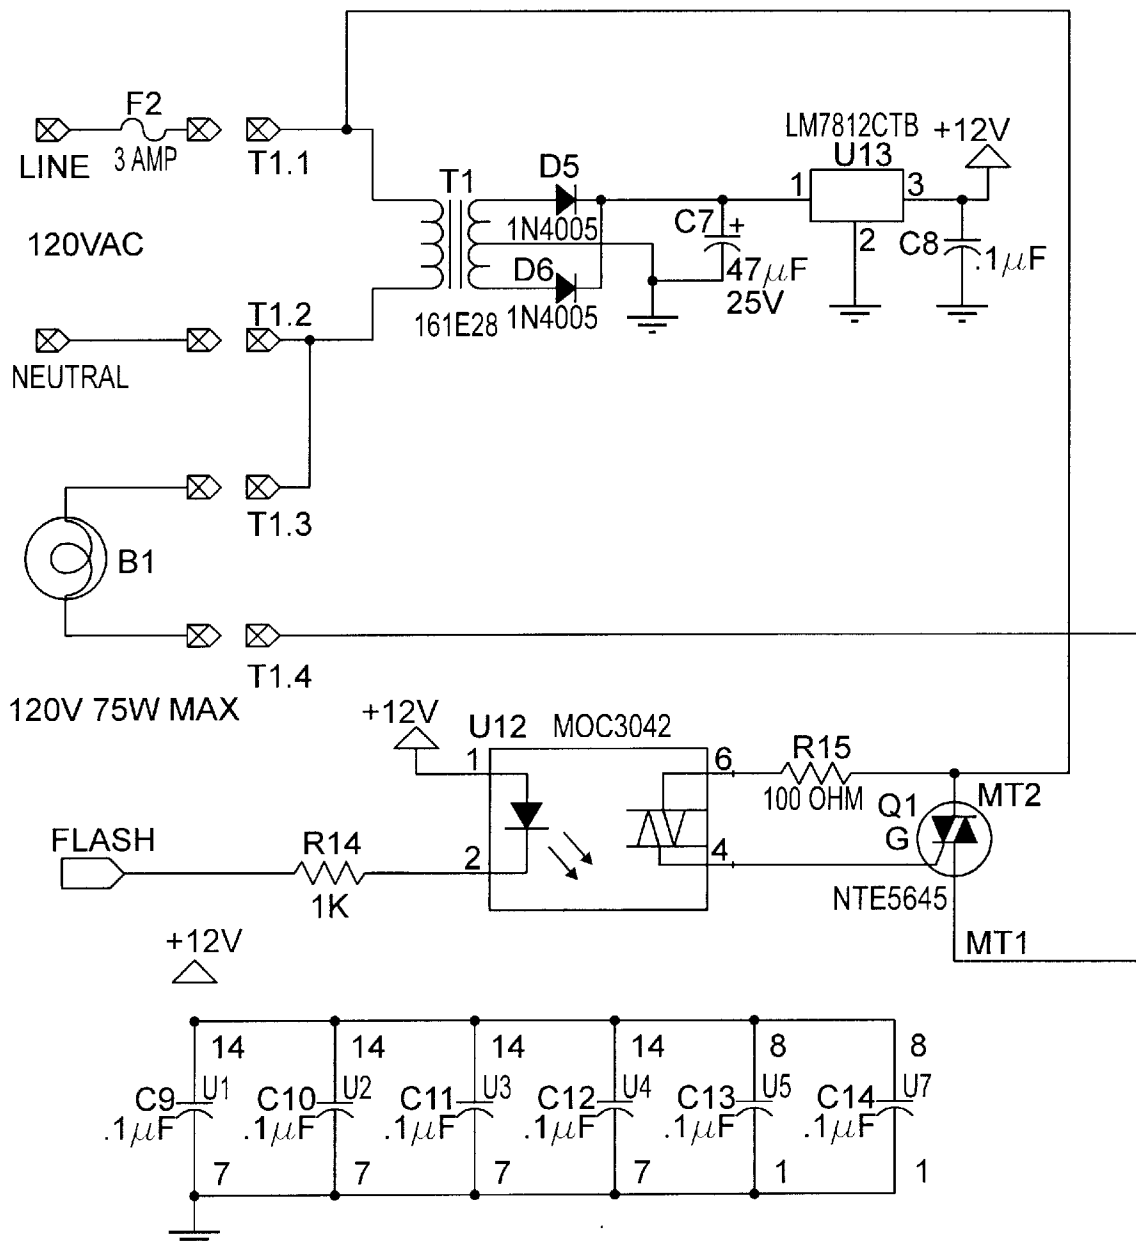 F2
LINE
3 AMP
T1.1
LM7812CTB
+12V
U13
1
3
2
T1
D5
1N4005
C7
+
47µF
25V
C8
.1µF
120VAC
D6
1N4005
161E28
T1.2
NEUTRAL
T1.3
B1
T1.4
120V 75W MAX
+12V
U12
MOC3042
1
6
R15
100 OHM
Q1
MT2
G
FLASH
R14
1K
2
4
NTE5645
MT1
+12V
14
14
14
14
8
8
C9
U1
C10
U2
C11
U3
C12
U4
C13
U5
C14
U7
.1µF
.1µF
.1µF
.1µF
.1µF
.1µF
7
7
7
7
1
1